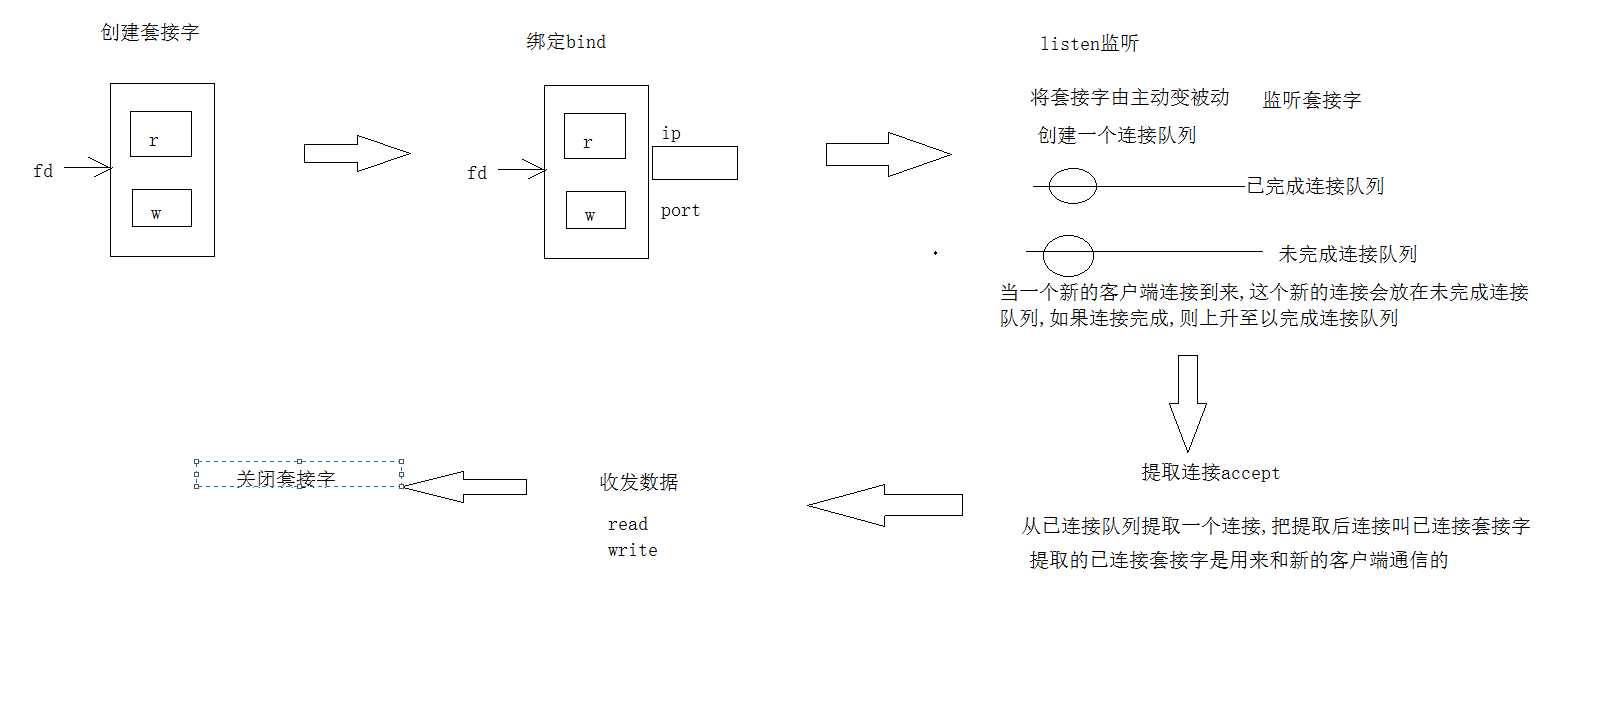 创建套接字
r
fd
w
绑定bind
r
ip
fd
w
port
listen监听
将套接字由主动变被动
监听套接字
创建一个连接队列
已完成连接队列
未完成连接队列
当一个新的客户端连接到来,这个新的连接会放在未完成连接
队列,如果连接完成,则上升至以完成连接队列
提取连接accept
从已连接队列提取一个连接,把提取后连接叫已连接套接字
提取的已连接套接字是用来和新的客户端通信的
收发数据
read
write
关闭套接字